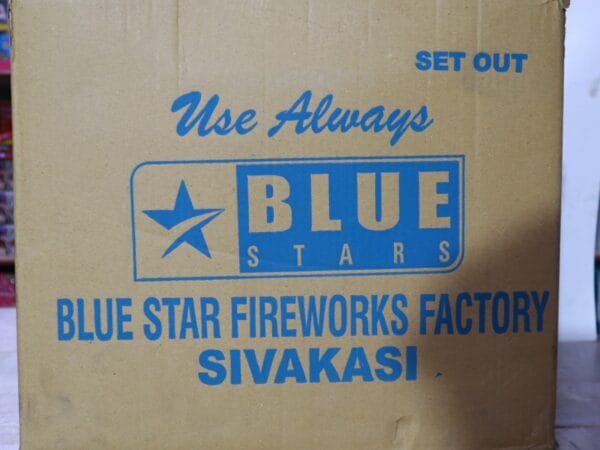 SET OUT
Use Always
BLUE
STARS
BLUE STAR FIREWORKS FACTORY
SIVAKASI